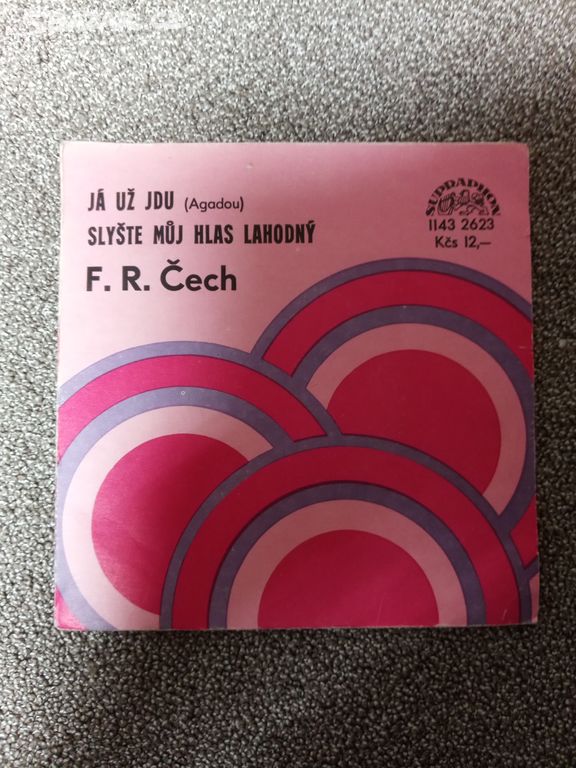 JÁ UŽ JDU (Agadou)
SLYŠTE MŮJ HLAS LAHODNÝ
F. R. Čech
SUPRAPHON
1143 2623
Kčs 12,—